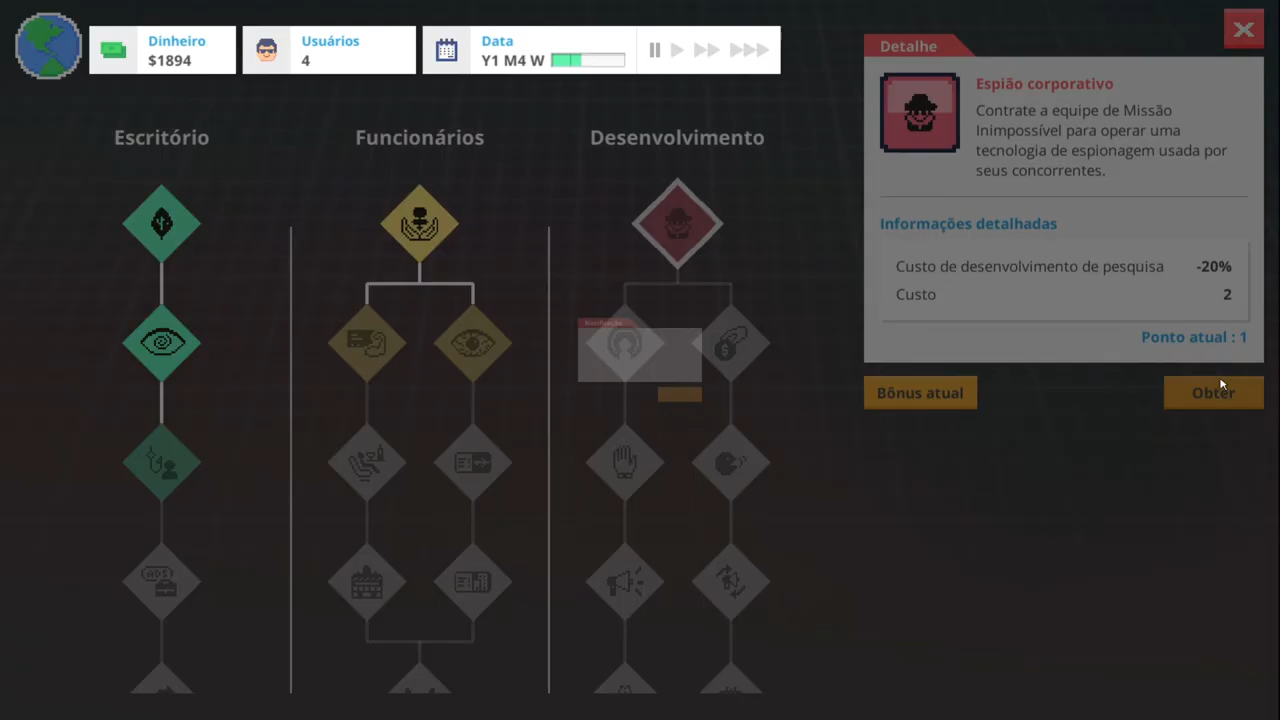 Dinheiro
$1894
Usuários
4
Data
Y1 M4 W
Escritório
Funcionários
Desenvolvimento
ADS
Notificação
Detalhe
Espião corporativo
Contrate a equipe de Missão
Inimpossível para operar uma
tecnologia de espionagem usada por
seus concorrentes.
Informações detalhadas
Custo de desenvolvimento de pesquisa -20%
Custo 2
Ponto atual : 1
Bônus atual
Obter